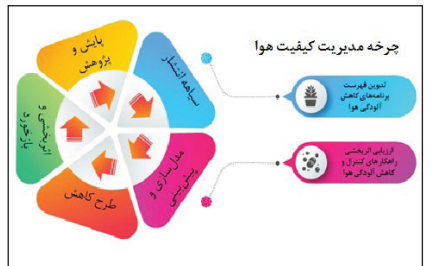 چرخه مدیریت کیفیت هوا
تدوین فهرست
برنامه‌های کاهش
آلودگی هوا
ارزیابی اثربخشی
راهکارهای کنترل و
کاهش آلودگی هوا
سیاهه انتشار
مدل‌سازی و
پیش‌بینی
طرح کاهش
اثربخشی و
بازخورد
پایش و
پژوهش